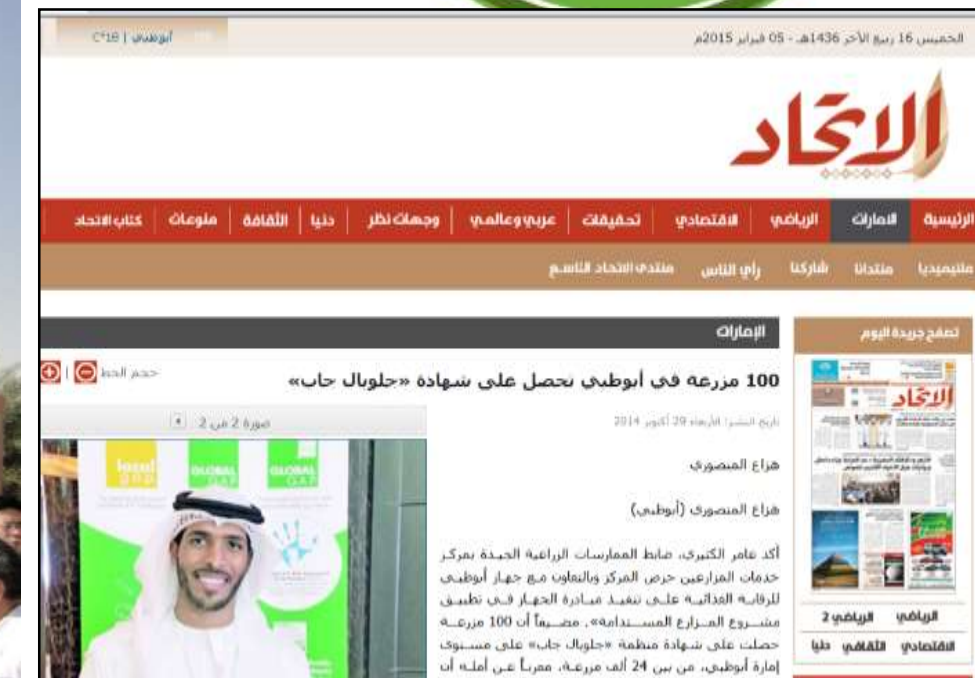 الخميس 16 ربيع الآخر 1436هـ - 05 فبراير 2015م
أبوظبي | 18°C
الاتحاد
الرئيسية الامارات الرياضي الاقتصادي تحقيقات عربي وعالمي وجهات نظر دنيا الثقافة منوعات كتاب الاتحاد
ملتيميديا منتدانا شاركنا رأي الناس منتدى الاتحاد التاسع
تصفح جريدة اليوم
الاتحاد
الرياضي الرياضي 2
الاقتصادي الثقافي دنيا
الإمارات
100 مزرعة في أبوظبي تحصل على شهادة «جلوبال جاب»
حجم الخط
صورة 2 من 2
local g.a.p.
GLOBAL G.A.P.
GLOBAL G.A.P.
تاريخ النشر: الأربعاء 29 أكتوبر 2014
هزاع المنصوري
هزاع المنصوري (أبوظبي)
أكد عامر الكثيري، ضابط الممارسات الزراعية الجيدة بمركز
خدمات المزارعين حرص المركز وبالتعاون مع جهاز أبوظبي
للرقابة الغذائية على تنفيذ مبادرة الجهاز في تطبيق
مشروع المزارع المستدامة»، مضيفاً أن 100 مزرعة
حصلت على شهادة منظمة «جلوبال جاب» على مستوى
إمارة أبوظبي، من بين 24 ألف مزرعة، معرباً عن أمله أن